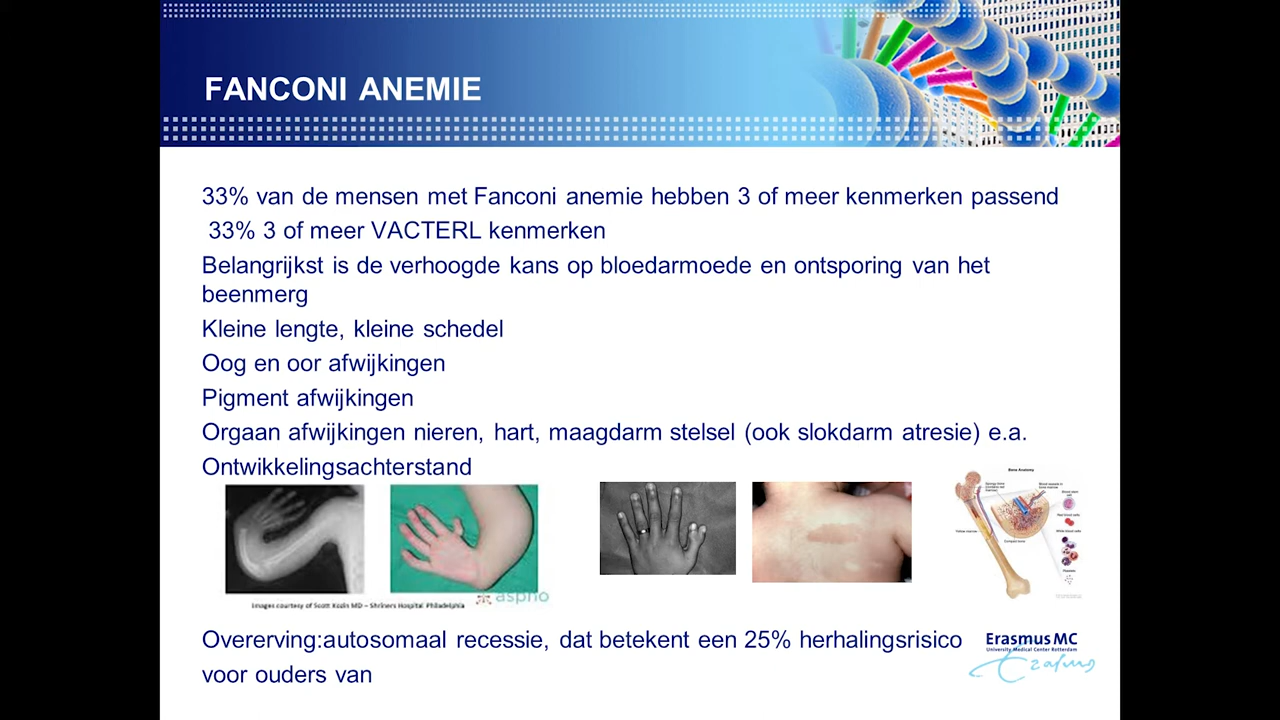 FANCONI ANEMIE
33% van de mensen met Fanconi anemie hebben 3 of meer kenmerken passend
33% 3 of meer VACTERL kenmerken
Belangrijkst is de verhoogde kans op bloedarmoede en ontsporing van het
beenmerg
Kleine lengte, kleine schedel
Oog en oor afwijkingen
Pigment afwijkingen
Orgaan afwijkingen nieren, hart, maagdarm stelsel (ook slokdarm atresie) e.a.
Ontwikkelingsachterstand
Bone Anatomy
Images courtesy of Scott Kozin MD – Shriners Hospital Philadelphia
aspho
Overerving:autosomaal recessie, dat betekent een 25% herhalingsrisico
voor ouders van
Erasmus MC
University Medical Center Rotterdam
Erasmus